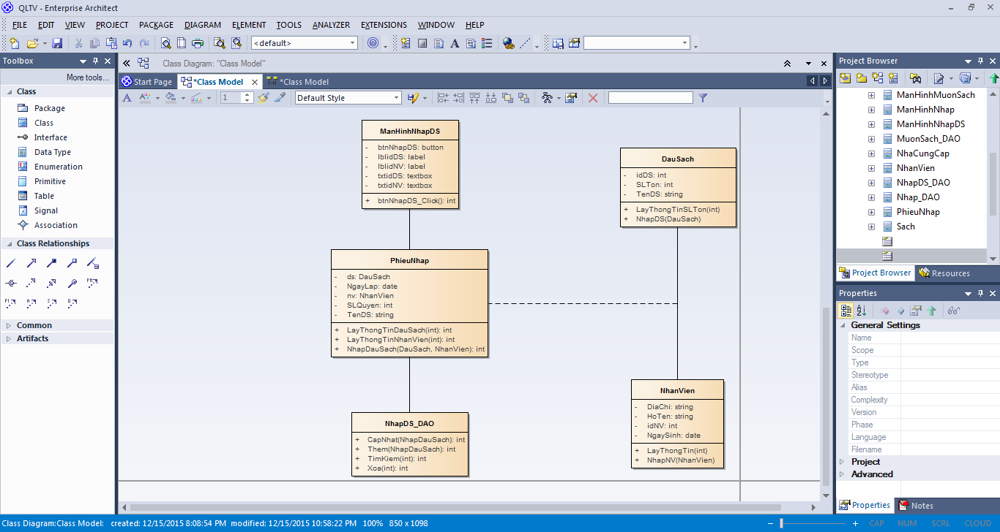 QLTV - Enterprise Architect
FILE EDIT VIEW PROJECT PACKAGE DIAGRAM ELEMENT TOOLS ANALYZER EXTENSIONS WINDOW HELP
<default>
Toolbox
More tools...
Class
Package
Class
Interface
Data Type
Enumeration
Primitive
Table
Signal
Association
Class Relationships
Common
Artifacts
Class Diagram: "Class Model"
Start Page *Class Model *Class Model
1 Default Style
ManHinhNhapDS
- btnNhapDS: button
- lblidDS: label
- lblidNV: label
- txtidDS: textbox
- txtidNV: textbox
+ btnNhapDS_Click(): int
DauSach
- idDS: int
- SLTon: int
- TenDS: string
+ LayThongTinSLTon(int)
+ NhapDS(DauSach)
PhieuNhap
- ds: DauSach
- NgayLap: date
- nv: NhanVien
- SLQuyen: int
- TenDS: string
+ LayThongTinDauSach(int): int
+ LayThongTinNhanVien(int): int
+ NhapDauSach(DauSach, NhanVien): int
NhapDS_DAO
+ CapNhat(NhapDauSach): int
+ Them(NhapDauSach): int
+ TimKiem(int): int
+ Xoa(int): int
NhanVien
- DiaChi: string
- HoTen: string
- idNV: int
- NgaySinh: date
+ LayThongTin(int)
+ NhapNV(NhanVien)
Project Browser
ManHinhMuonSach
ManHinhNhap
ManHinhNhapDS
MuonSach_DAO
NhaCungCap
NhanVien
NhapDS_DAO
Nhap_DAO
PhieuNhap
Sach
Project Browser Resources
Properties
General Settings
Name
Scope
Type
Stereotype
Alias
Complexity
Version
Phase
Language
Filename
Project
Advanced
Properties Notes
Class Diagram:Class Model: created: 12/15/2015 8:08:54 PM modified: 12/15/2015 10:58:22 PM 100% 850 x 1098
CAP NUM SCRL CLOUD